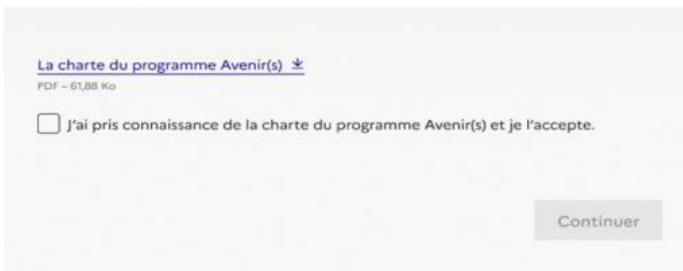 La charte du programme Avenir(s)
PDF – 61,88 Ko
J'ai pris connaissance de la charte du programme Avenir(s) et je l'accepte.
Continuer